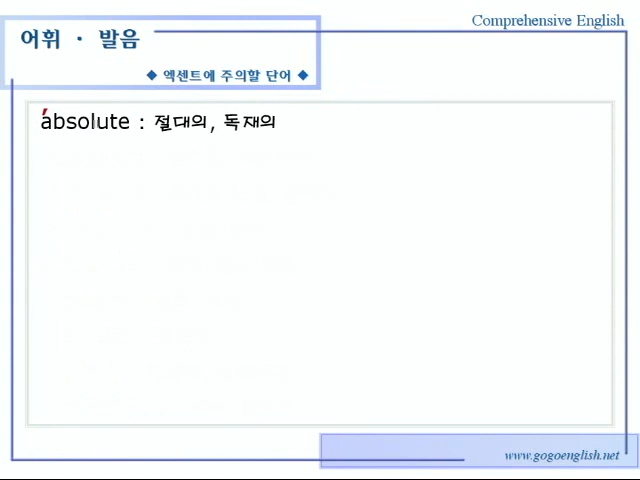 Comprehensive English
어휘 · 발음
◆ 엑센트에 주의할 단어 ◆
absolute : 절대의, 독재의
www.gogoenglish.net